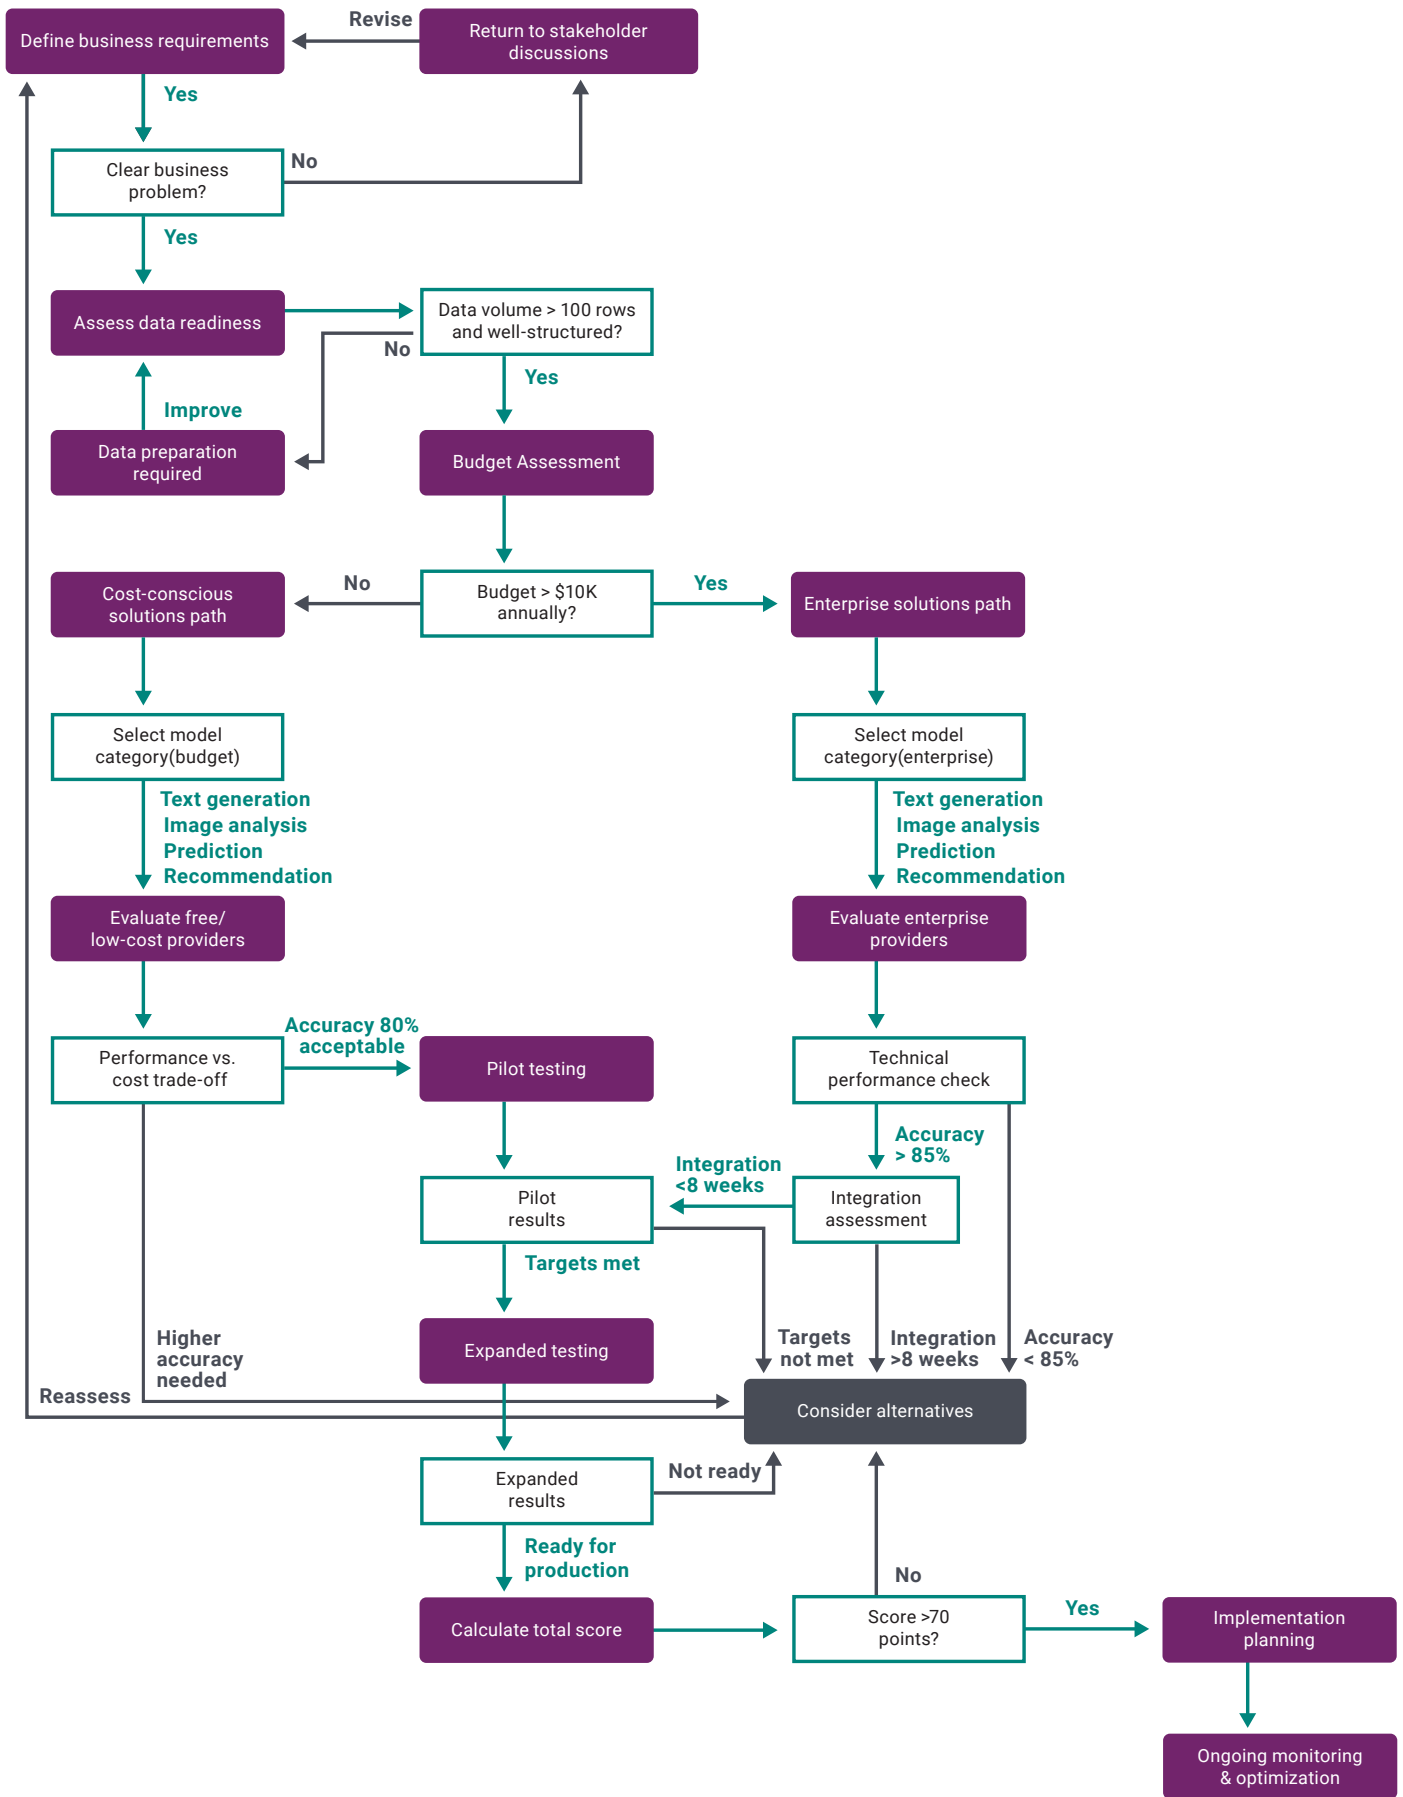 Define business requirements
Revise
Return to stakeholder
discussions
Yes
Clear business
problem?
No
Yes
Assess data readiness
Data volume > 100 rows
and well-structured?
No
Yes
Improve
Data preparation
required
Budget Assessment
Cost-conscious
solutions path
No
Budget > $10K
annually?
Yes
Enterprise solutions path
Select model
category(budget)
Select model
category(enterprise)
Text generation
Image analysis
Prediction
Recommendation
Text generation
Image analysis
Prediction
Recommendation
Evaluate free/
low-cost providers
Evaluate enterprise
providers
Performance vs.
cost trade-off
Accuracy 80%
acceptable
Pilot testing
Technical
performance check
Accuracy
> 85%
Integration
<8 weeks
Pilot
results
Integration
assessment
Targets met
Expanded testing
Higher
accuracy
needed
Targets
not met
Integration
>8 weeks
Accuracy
< 85%
Reassess
Consider alternatives
Expanded
results
Not ready
Ready for
production
No
Calculate total score
Score >70
points?
Yes
Implementation
planning
Ongoing monitoring
& optimization